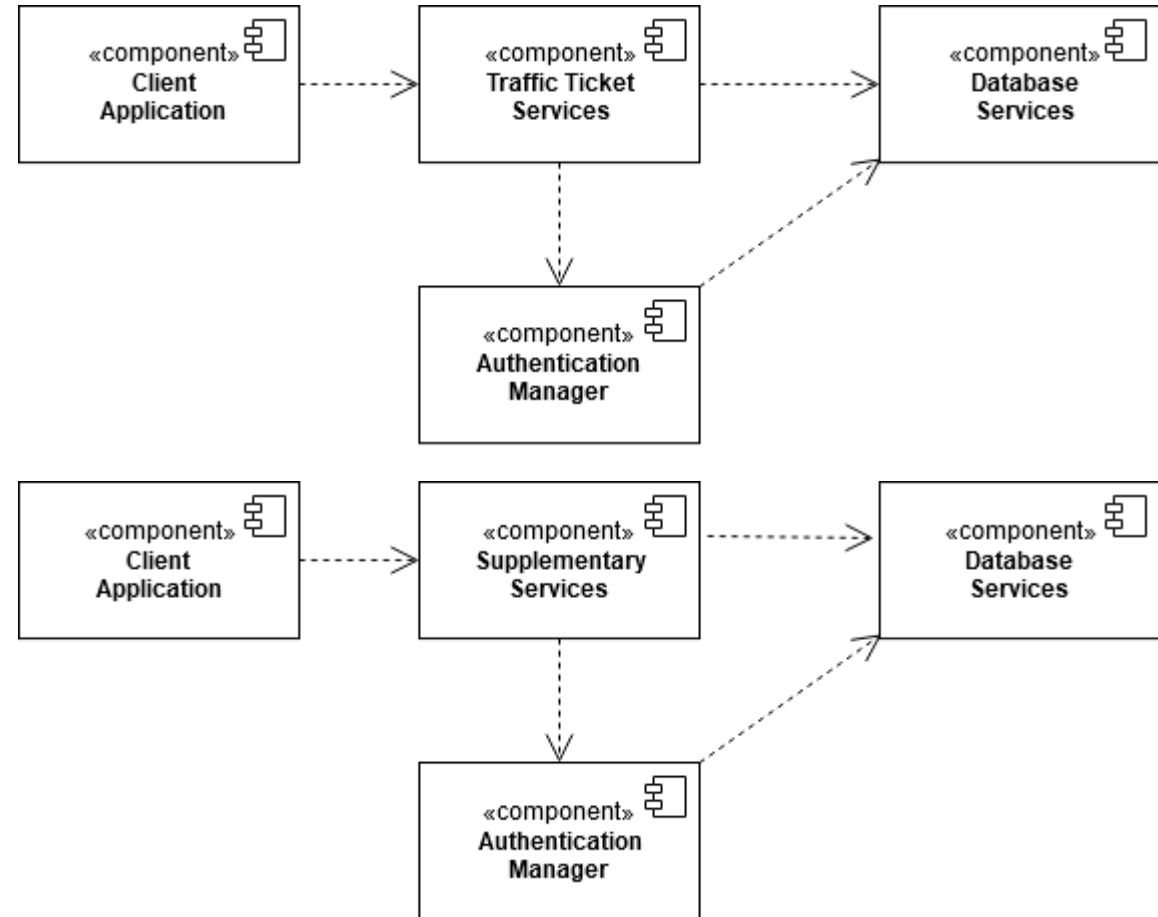 «component»
Client
Application
«component»
Traffic Ticket
Services
«component»
Database
Services
«component»
Authentication
Manager
«component»
Client
Application
«component»
Supplementary
Services
«component»
Database
Services
«component»
Authentication
Manager